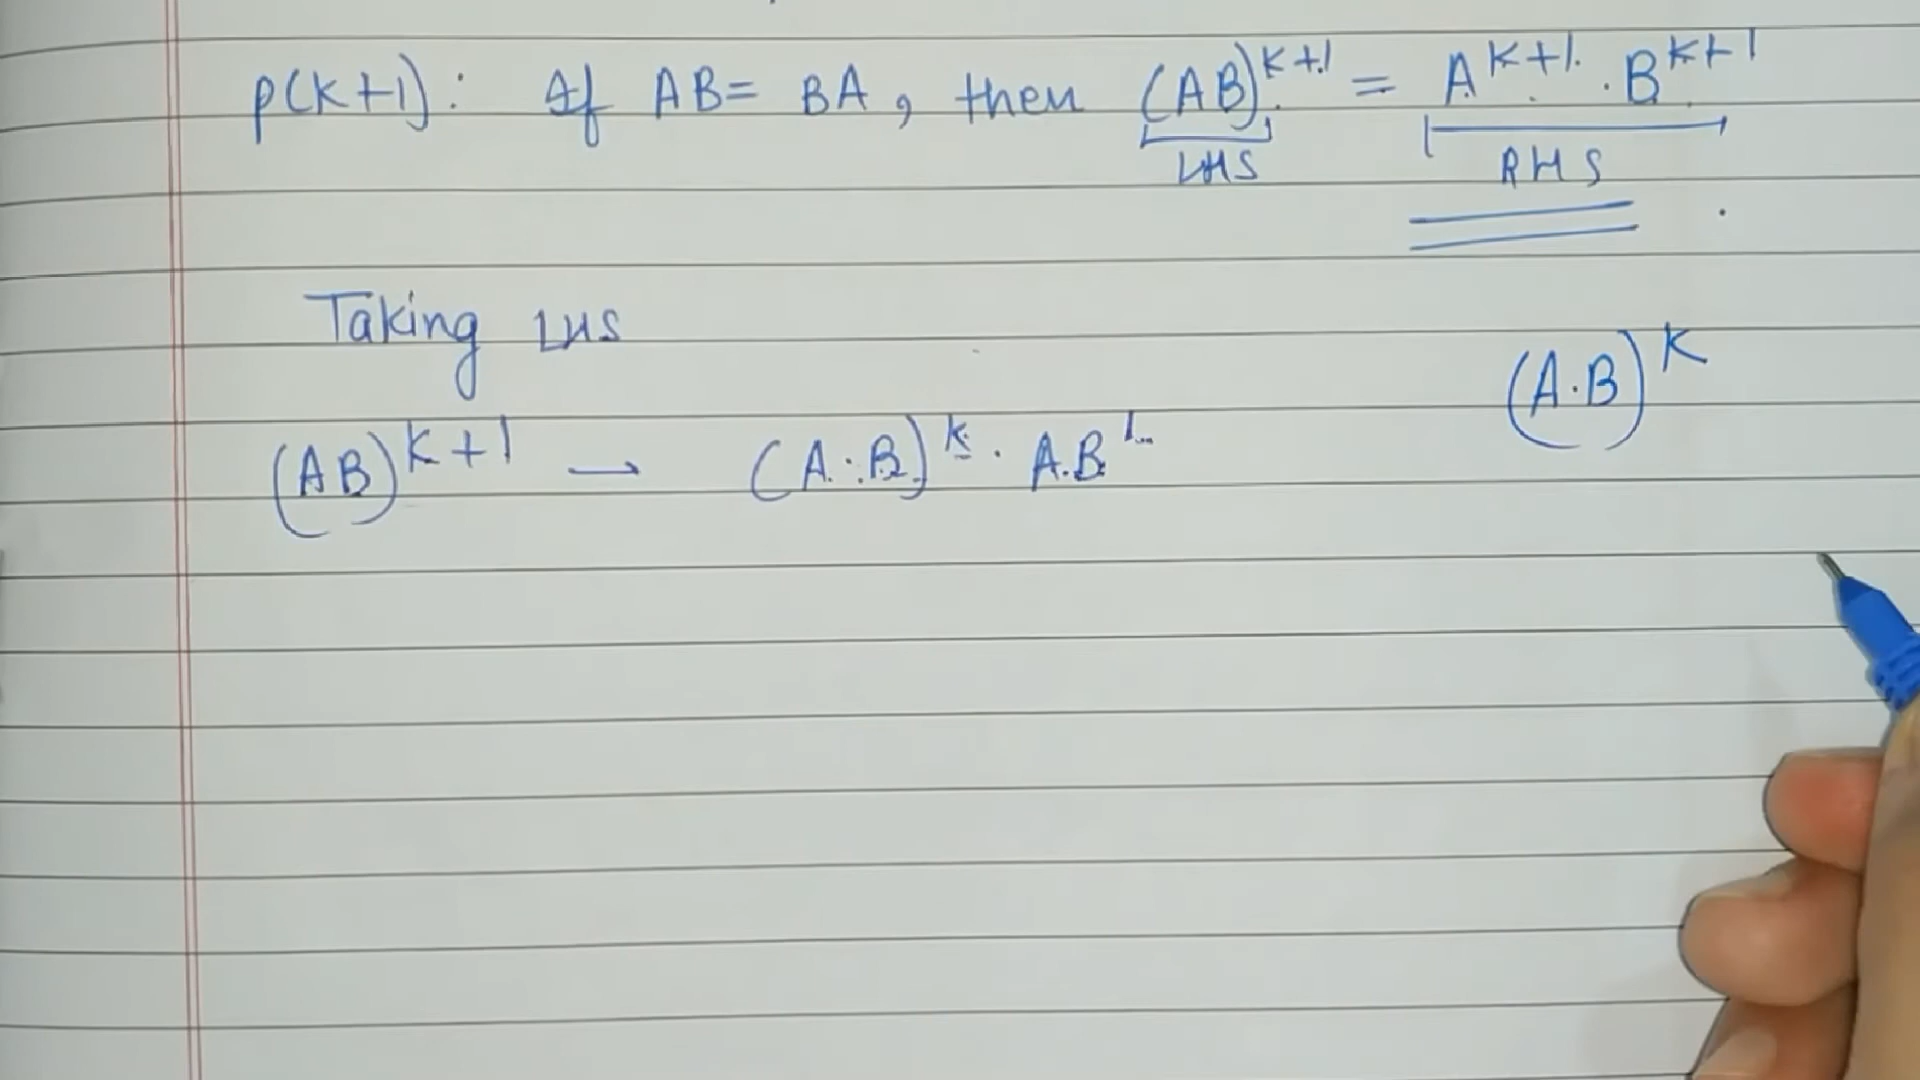 p(k+1): If AB = BA, then (AB)^{k+1} = A^{k+1} . B^{k+1}
LHS RHS
Taking LHS
(A.B)^k
(AB)^{k+1} → (A.B)^k . A.B^1